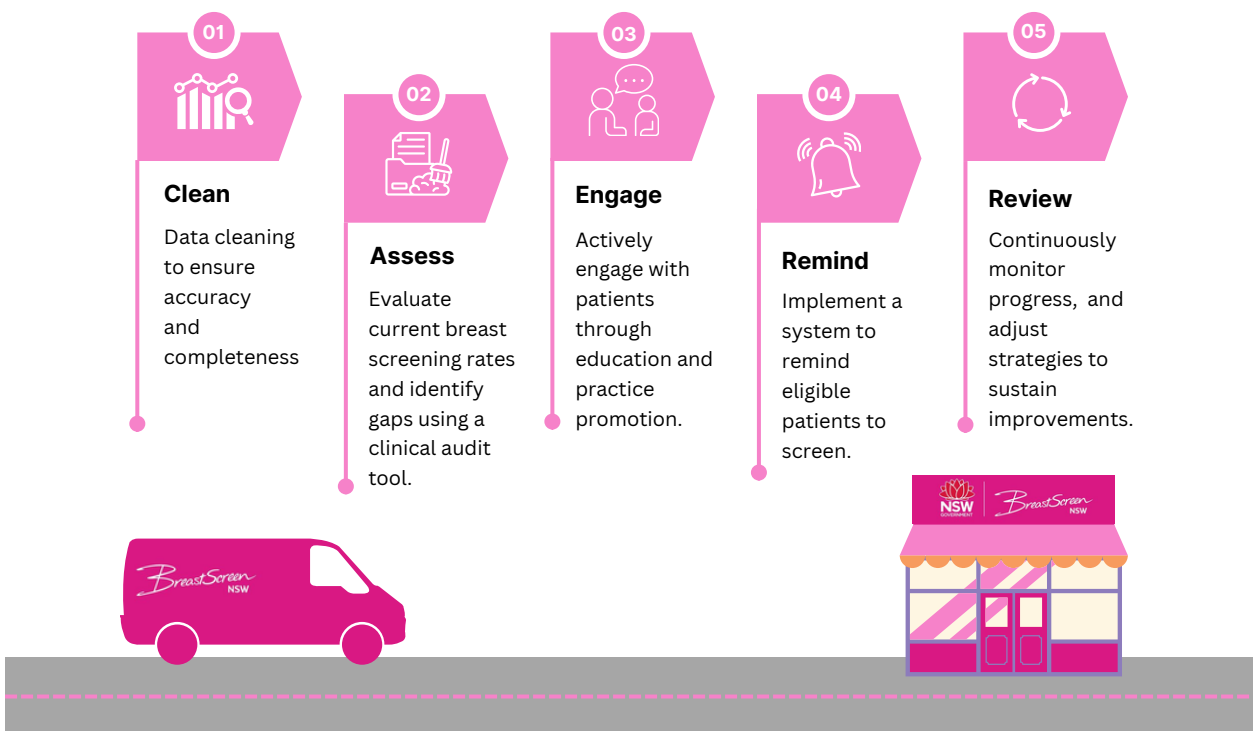 01
Clean
Data cleaning
to ensure
accuracy
and
completeness
02
Assess
Evaluate
current breast
screening rates
and identify
gaps using a
clinical audit
tool.
03
Engage
Actively
engage with
patients
through
education and
practice
promotion.
04
Remind
Implement a
system to
remind
eligible
patients to
screen.
05
Review
Continuously
monitor
progress,  and
adjust
strategies to
sustain
improvements.
BreastScreen
NSW
NSW
GOVERNMENT
BreastScreen
NSW